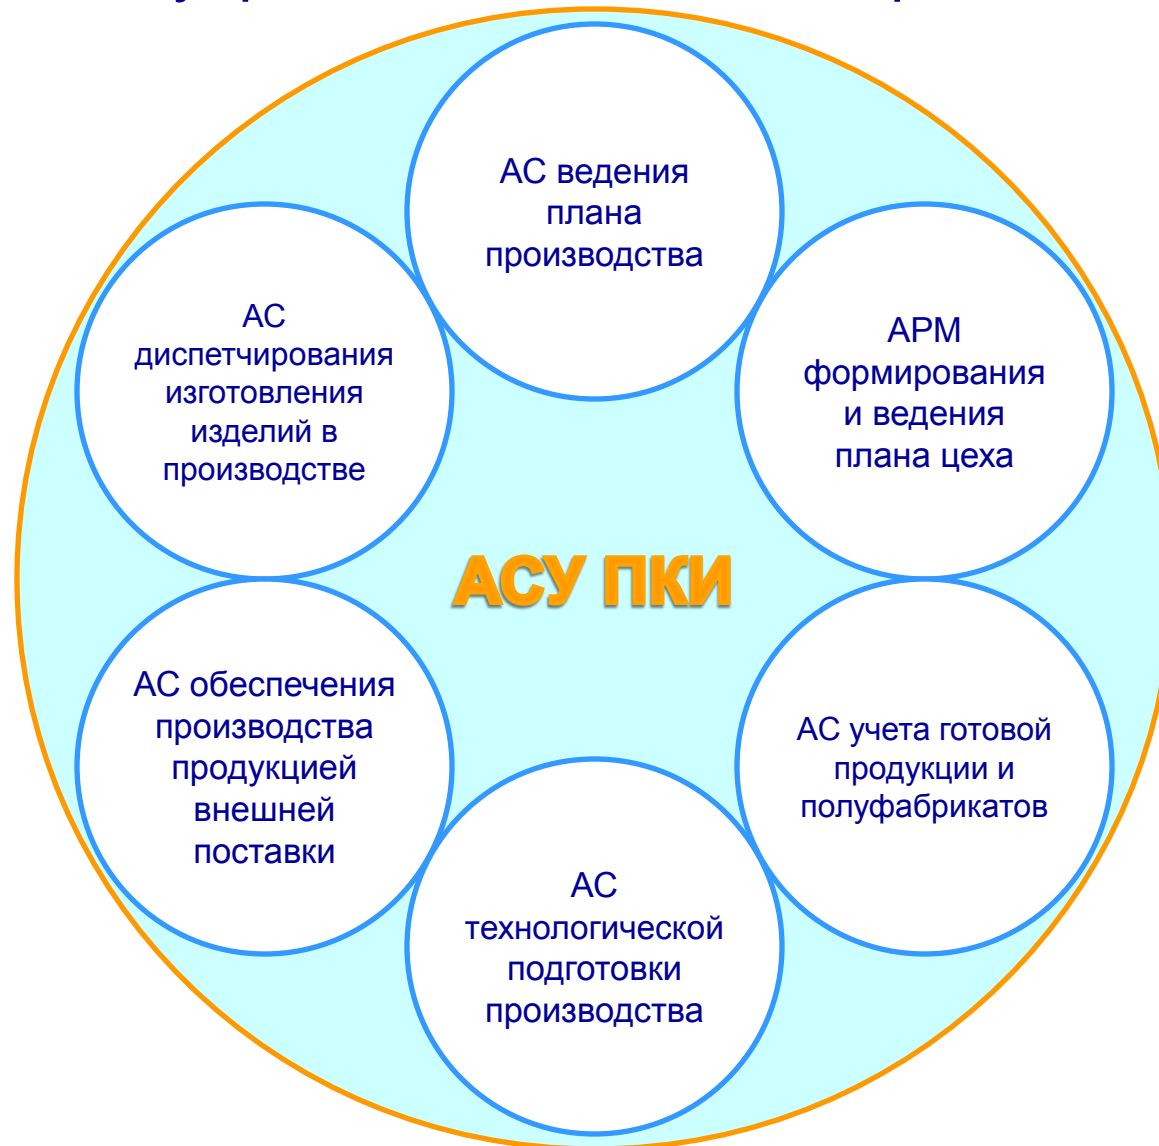 АС ведения
плана
производства
АС
диспетчирования
изготовления
изделий в
производстве
АРМ
формирования
и ведения
плана цеха
АСУ ПКИ
АС обеспечения
производства
продукцией
внешней
поставки
АС учета готовой
продукции и
полуфабрикатов
АС
технологической
подготовки
производства